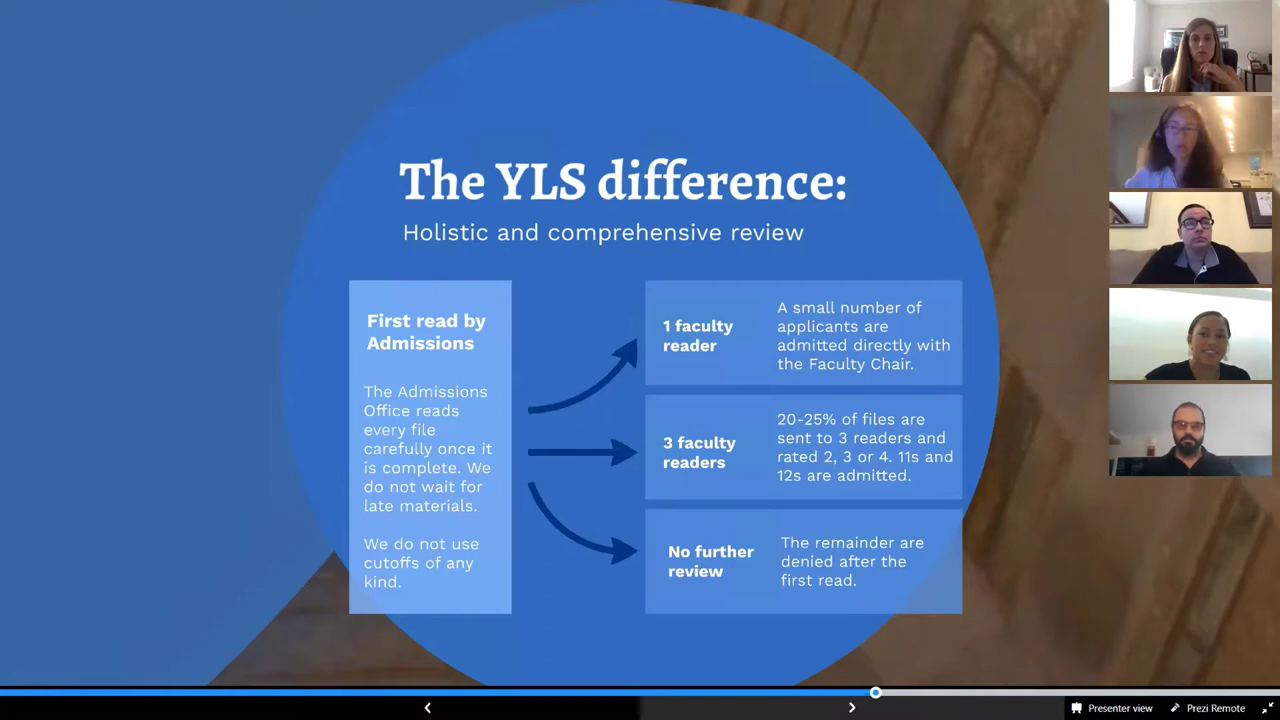 The YLS difference:
Holistic and comprehensive review
First read by
Admissions
The Admissions
Office reads
every file
carefully once it
is complete. We
do not wait for
late materials.
We do not use
cutoffs of any
kind.
1 faculty
reader
A small number of
applicants are
admitted directly with
the Faculty Chair.
3 faculty
readers
20-25% of files are
sent to 3 readers and
rated 2, 3 or 4. 11s and
12s are admitted.
No further
review
The remainder are
denied after the
first read.
Presenter view
Prezi Remote